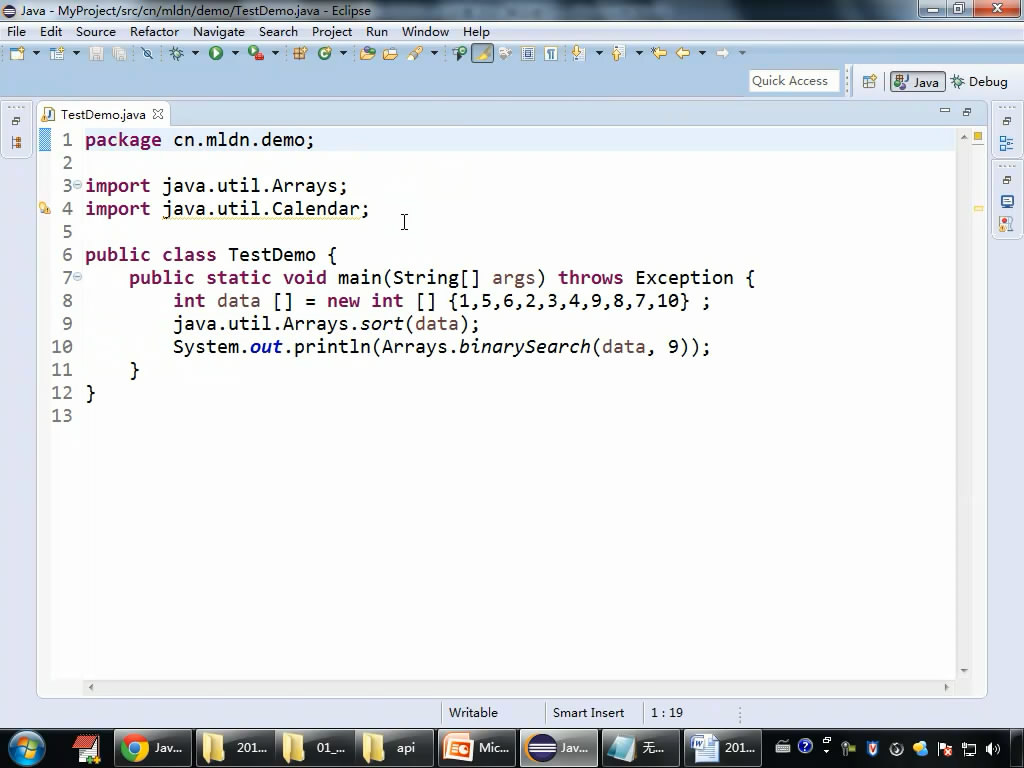 Java - MyProject/src/cn/mldn/demo/TestDemo.java - Eclipse
File Edit Source Refactor Navigate Search Project Run Window Help
Quick Access
Java
Debug
TestDemo.java
1 package cn.mldn.demo;
2
3 import java.util.Arrays;
4 import java.util.Calendar;
5
6 public class TestDemo {
7 public static void main(String[] args) throws Exception {
8 int data [] = new int [] {1,5,6,2,3,4,9,8,7,10} ;
9 java.util.Arrays.sort(data);
10 System.out.println(Arrays.binarySearch(data, 9));
11 }
12 }
13
Writable Smart Insert 1 : 19
Jav... 201... 01_... api Mic... Jav... 无... 201...